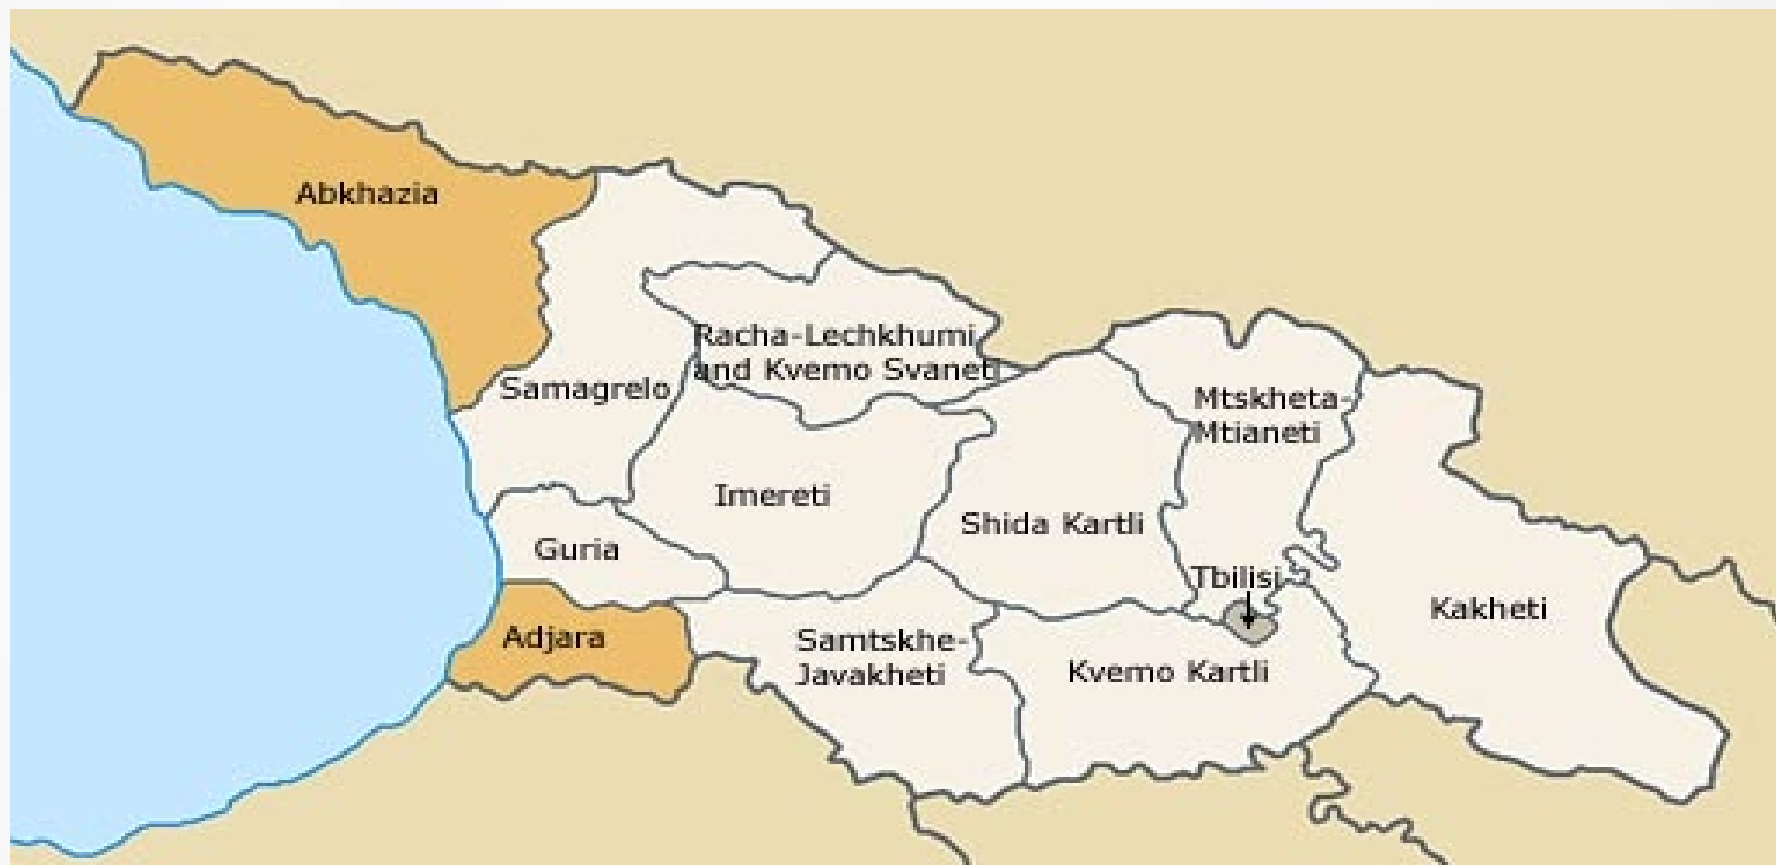 Abkhazia
Racha-Lechkhumi
and Kvemo Svaneti
Samagrelo
Mtskheta-
Mtianeti
Imereti
Shida Kartli
Guria
Tbilisi
Kakheti
Adjara
Samtskhe-
Javakheti
Kvemo Kartli